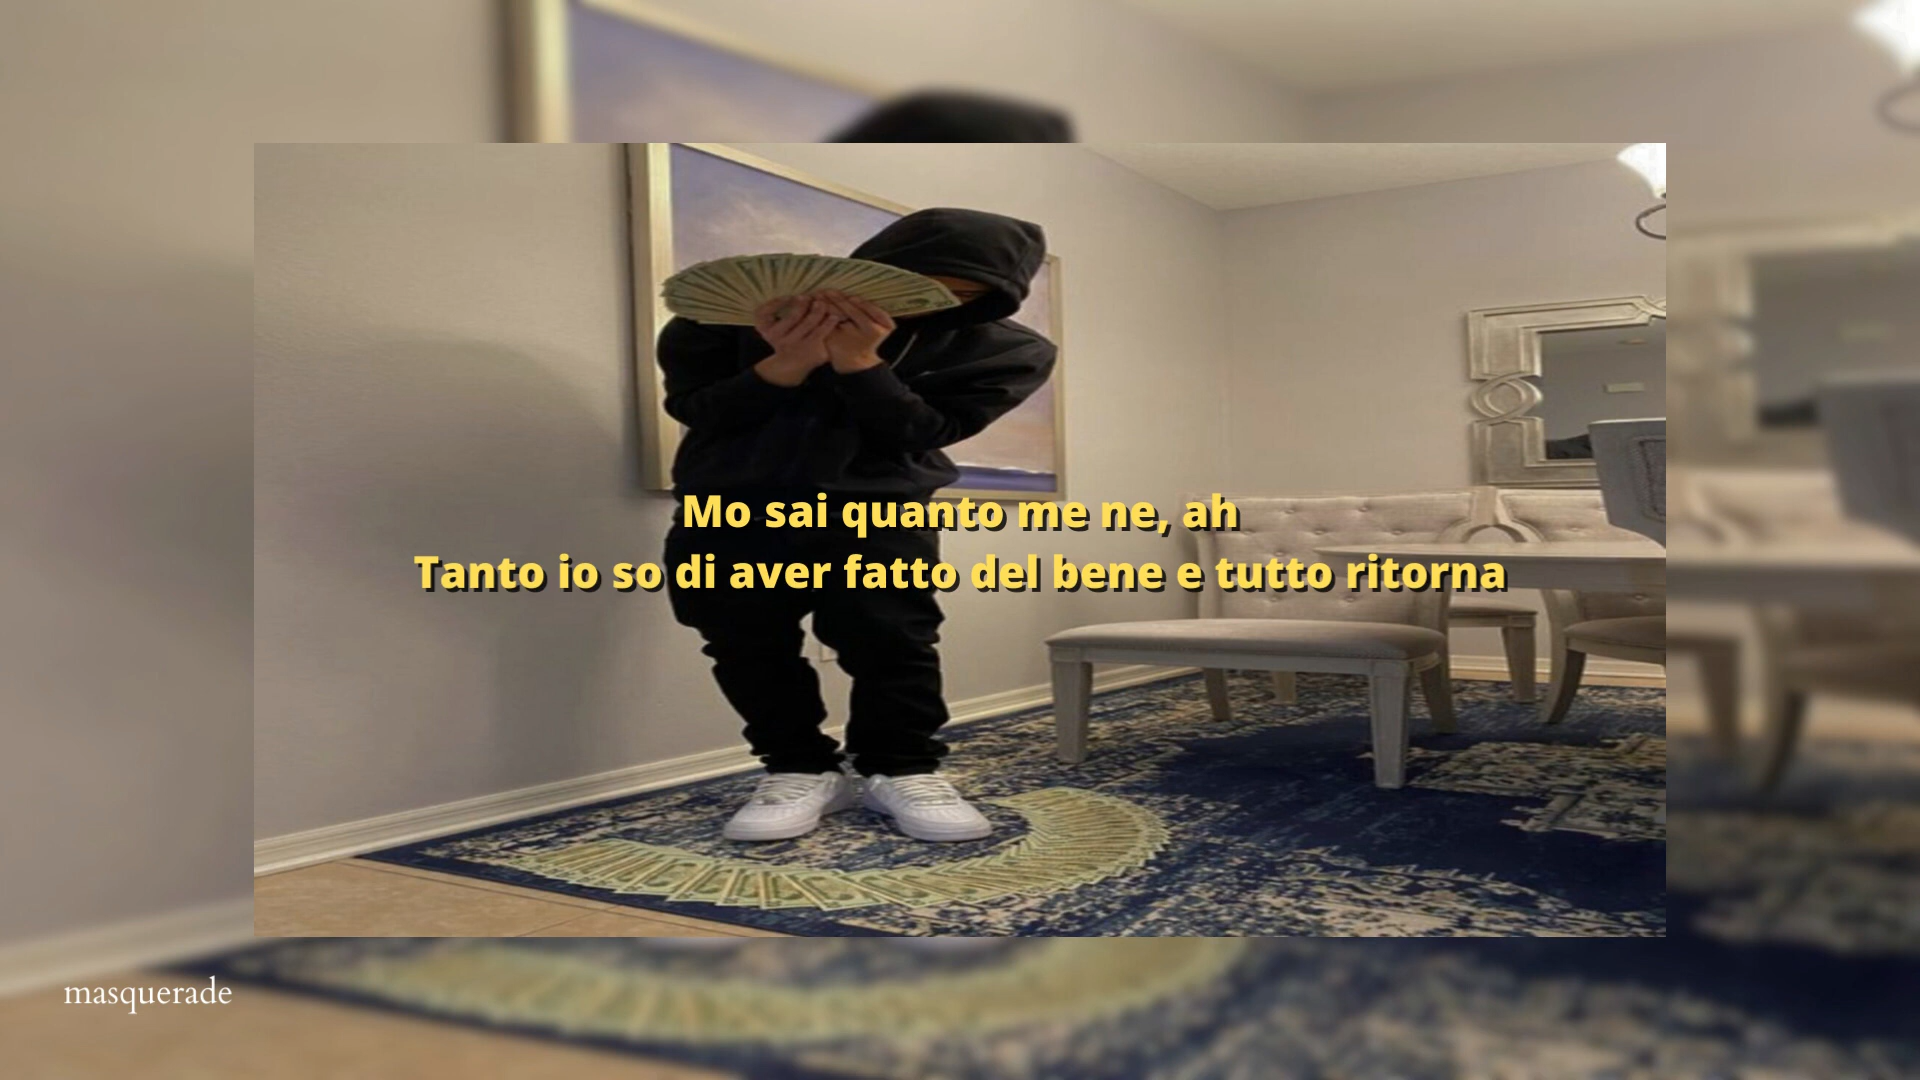 Mo sai quanto me ne, ah
Tanto io so di aver fatto del bene e tutto ritorna
masquerade